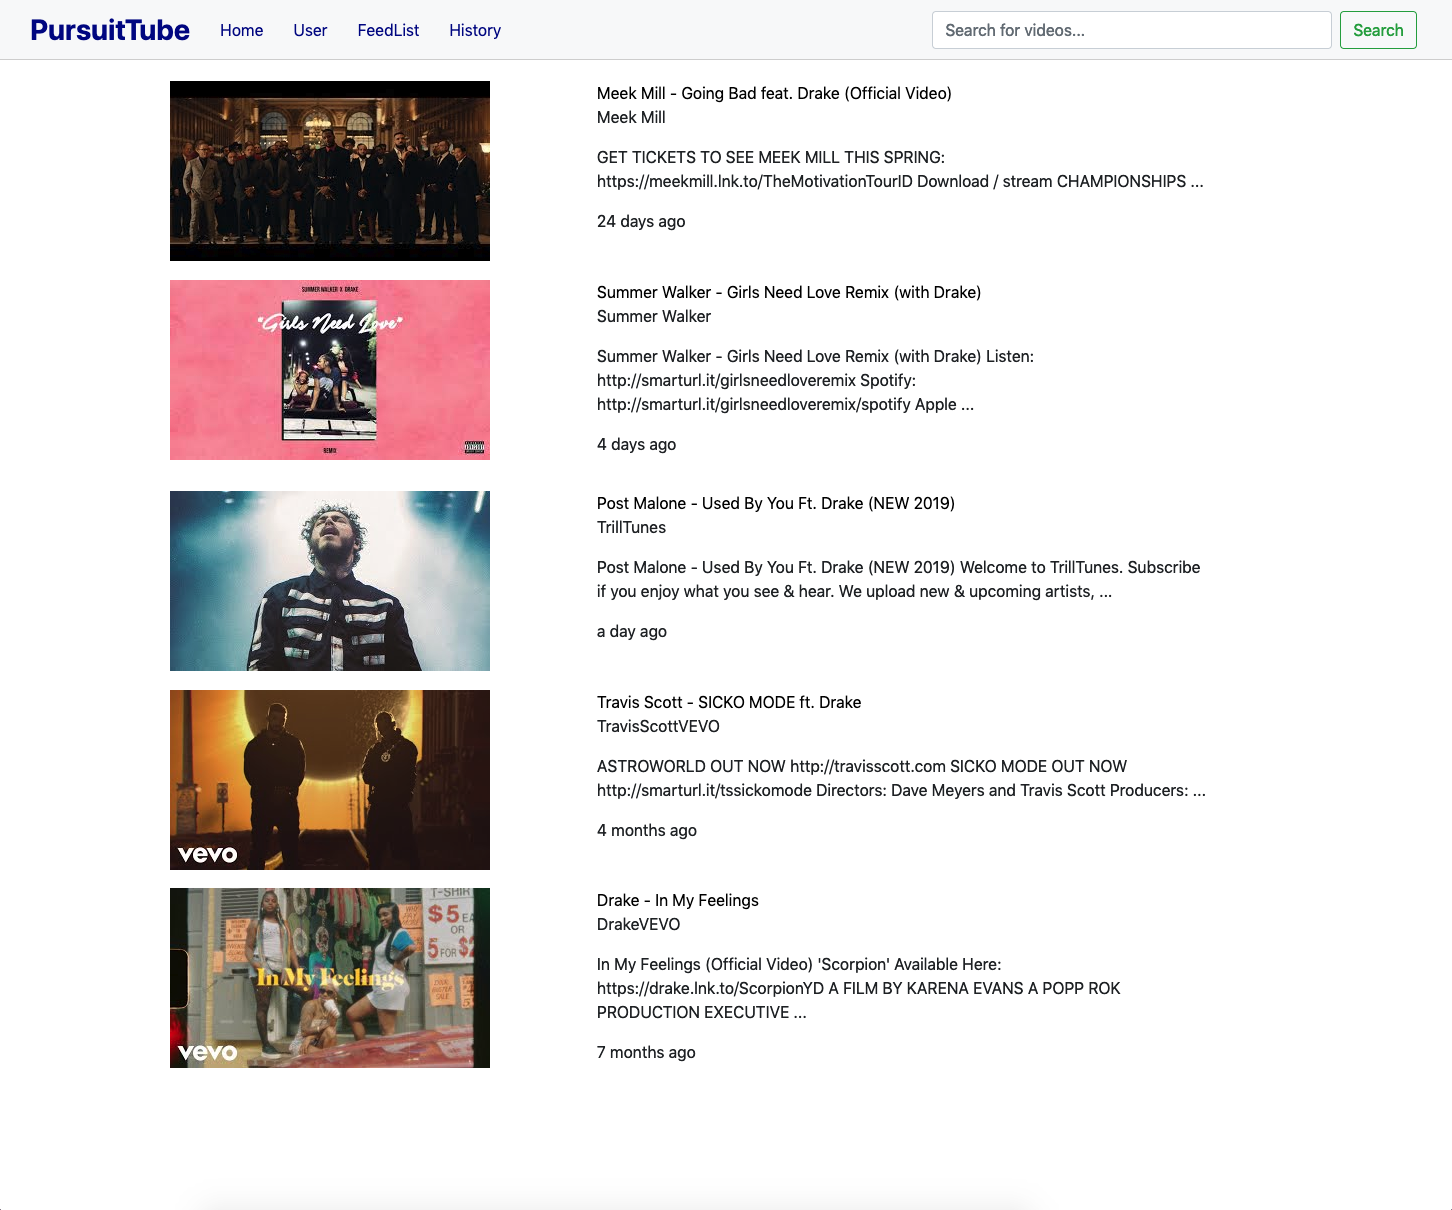 PursuitTube Home User FeedList History Search for videos... Search
Meek Mill - Going Bad feat. Drake (Official Video)
Meek Mill
GET TICKETS TO SEE MEEK MILL THIS SPRING:
https://meekmill.lnk.to/TheMotivationTourID Download / stream CHAMPIONSHIPS ...
24 days ago
SUMMER WALKER X DRAKE
"Girls Need Love"
REMIX
Summer Walker - Girls Need Love Remix (with Drake)
Summer Walker
Summer Walker - Girls Need Love Remix (with Drake) Listen:
http://smarturl.it/girlsneedloveremix Spotify:
http://smarturl.it/girlsneedloveremix/spotify Apple ...
4 days ago
Post Malone - Used By You Ft. Drake (NEW 2019)
TrillTunes
Post Malone - Used By You Ft. Drake (NEW 2019) Welcome to TrillTunes. Subscribe
if you enjoy what you see & hear. We upload new & upcoming artists, ...
a day ago
vevo
Travis Scott - SICKO MODE ft. Drake
TravisScottVEVO
ASTROWORLD OUT NOW http://travisscott.com SICKO MODE OUT NOW
http://smarturl.it/tssickomode Directors: Dave Meyers and Travis Scott Producers: ...
4 months ago
T-SHIR
$5 EA
OR
5 FOR $2
In My Feelings
vevo
Drake - In My Feelings
DrakeVEVO
In My Feelings (Official Video) 'Scorpion' Available Here:
https://drake.lnk.to/ScorpionYD A FILM BY KARENA EVANS A POPP ROK
PRODUCTION EXECUTIVE ...
7 months ago